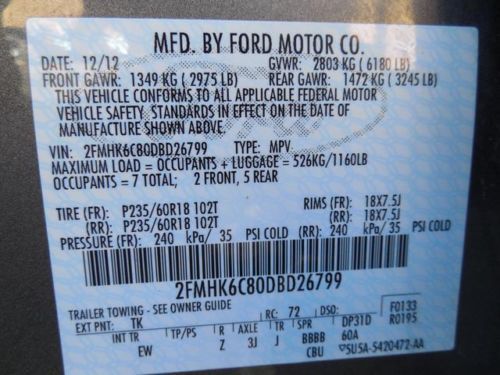 MFD. BY FORD MOTOR CO.
DATE: 12/12 GVWR: 2803 KG ( 6180 LB)
FRONT GAWR: 1349 KG ( 2975 LB) REAR GAWR: 1472 KG ( 3245 LB)
THIS VEHICLE CONFORMS TO ALL APPLICABLE FEDERAL MOTOR
VEHICLE SAFETY STANDARDS IN EFFECT ON THE DATE OF
MANUFACTURE SHOWN ABOVE.
VIN: 2FMHK6C80DBD26799 TYPE: MPV
MAXIMUM LOAD = OCCUPANTS + LUGGAGE = 526KG/1160LB
OCCUPANTS = 7 TOTAL; 2 FRONT, 5 REAR
TIRE (FR): P235/60R18 102T RIMS (FR): 18X7.5J
(RR): P235/60R18 102T (RR): 18X7.5J
PRESSURE (FR): 240 kPa/ 35 PSI COLD (RR): 240 kPa/ 35 PSI COLD
2FMHK6C80DBD26799
TRAILER TOWING - SEE OWNER GUIDE
EXT PNT: TK RC: 72 DSO: F0133
INT TR TP/PS R AXLE TR SPR DP31D R0195
EW Z 3J J BBBB 60A
CBU 5U5A-5420472-AA